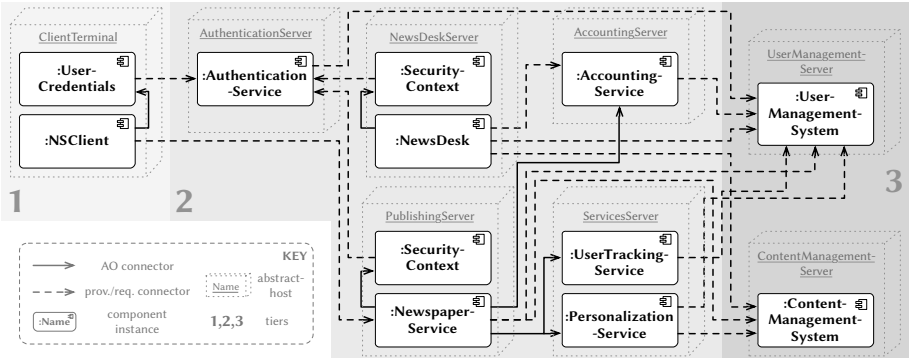 ClientTerminal
:User-
Credentials
:NSClient
1
AuthenticationServer
:Authentication
-Service
2
NewsDeskServer
:Security-
Context
:NewsDesk
AccountingServer
:Accounting-
Service
UserManagement-
Server
:User-
Management-
System
3
PublishingServer
:Security-
Context
:Newspaper-
Service
ServicesServer
:UserTracking-
Service
:Personalization
-Service
ContentManagement-
Server
:Content-
Management-
System
KEY
AO connector
prov./req. connector
:Name
component
instance
Name
abstract-
host
1,2,3
tiers